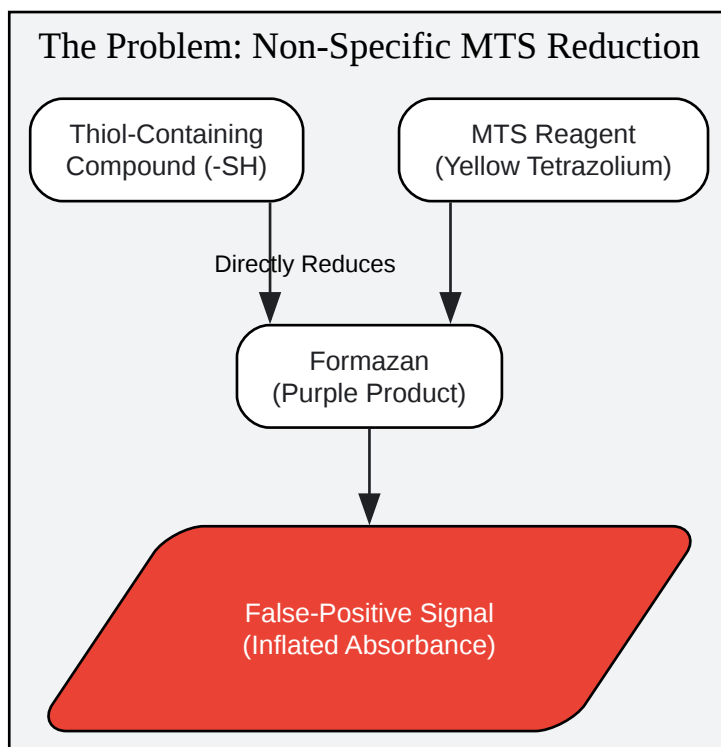 The Problem: Non-Specific MTS Reduction
Thiol-Containing
Compound (-SH)
MTS Reagent
(Yellow Tetrazolium)
Directly Reduces
Formazan
(Purple Product)
False-Positive Signal
(Inflated Absorbance)